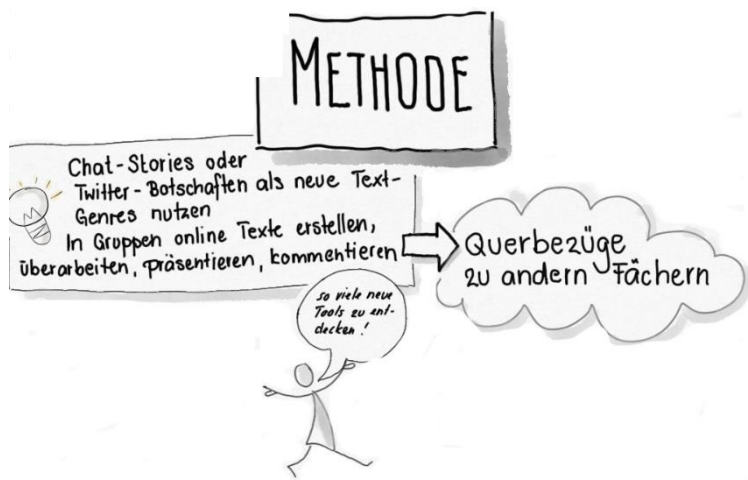 METHODE
Chat-Stories oder
Twitter-Botschaften als neue Text-
Genres nutzen
In Gruppen online Texte erstellen,
überarbeiten, präsentieren, kommentieren
Querbezüge
zu andern Fächern
so viele neue
Tools zu ent-
decken!